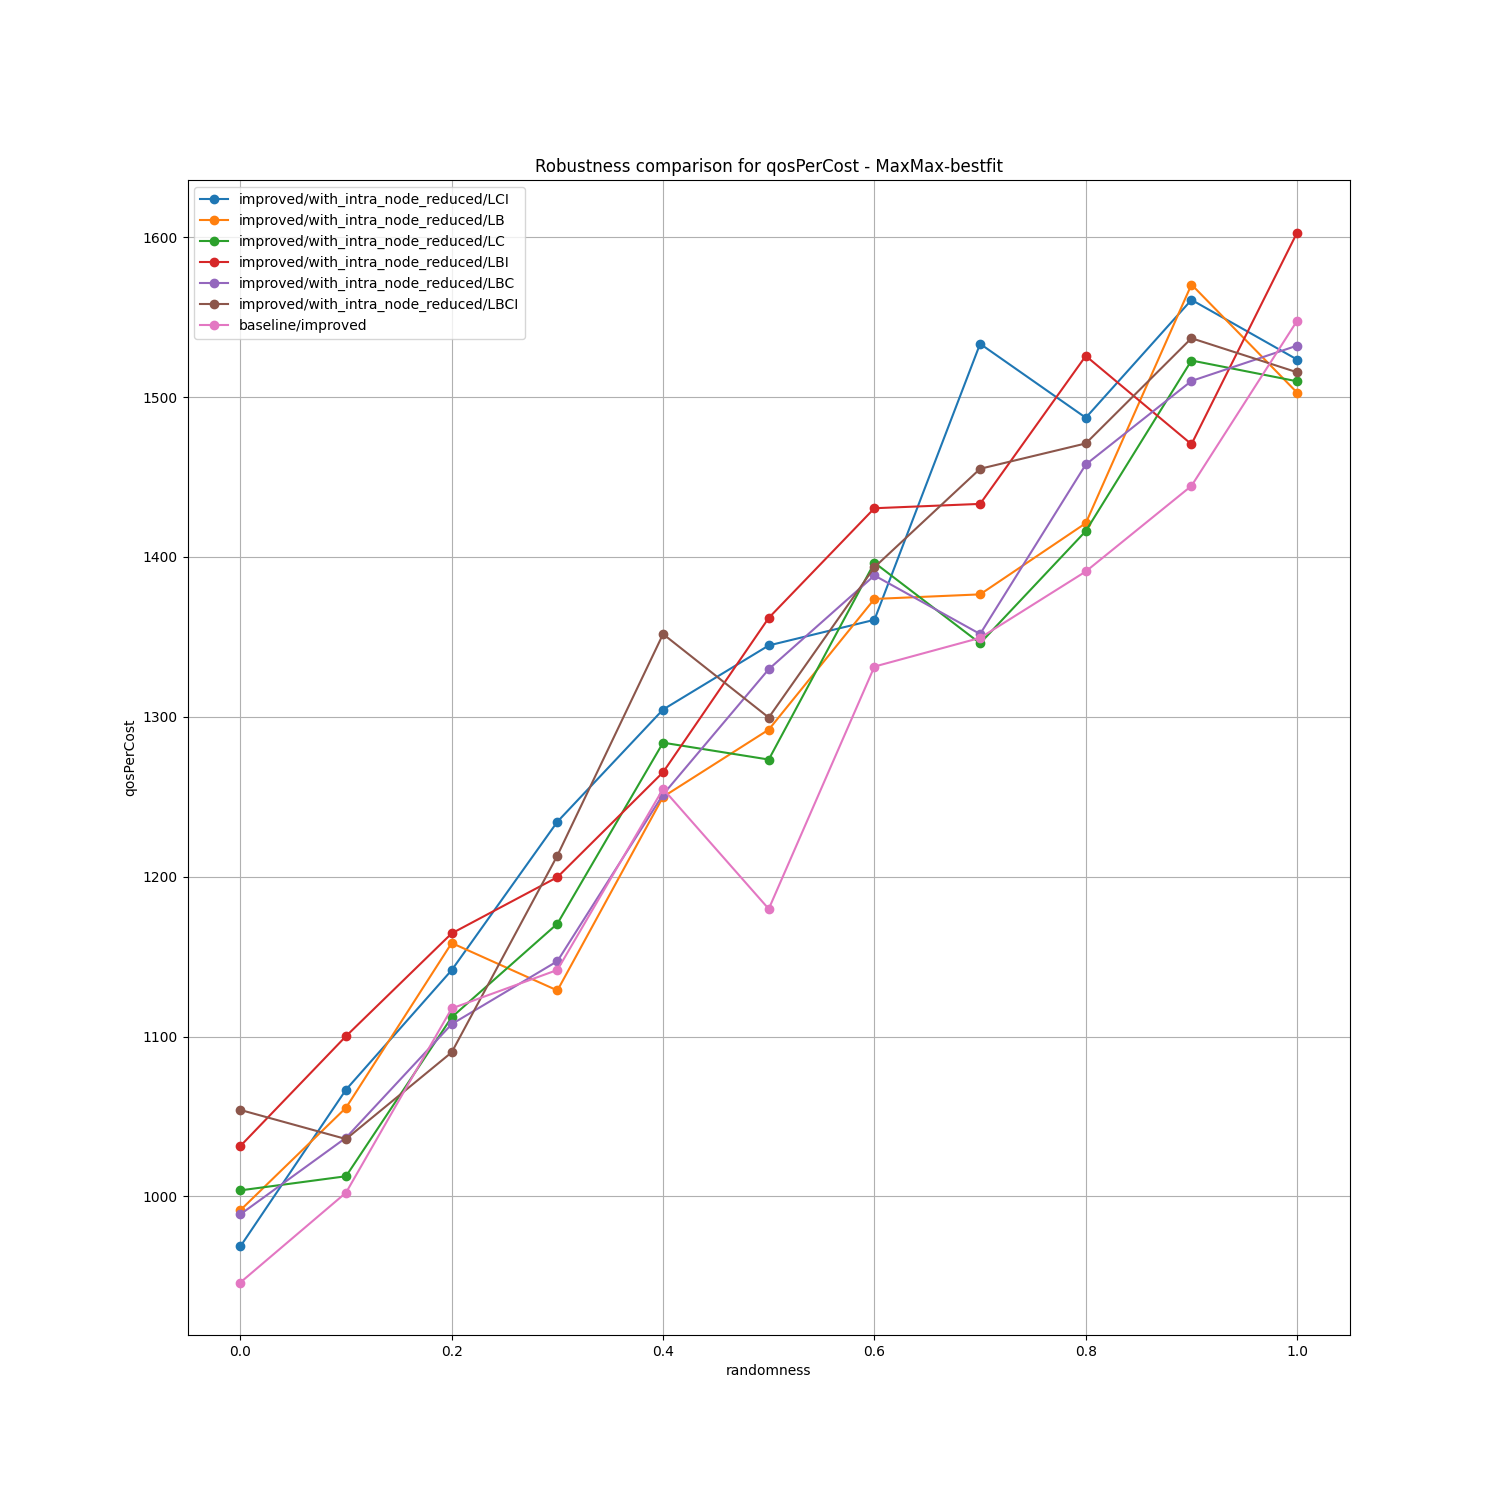 Robustness comparison for qosPerCost - MaxMax-bestfit
improved/with_intra_node_reduced/LCI
improved/with_intra_node_reduced/LB
improved/with_intra_node_reduced/LC
improved/with_intra_node_reduced/LBI
improved/with_intra_node_reduced/LBC
improved/with_intra_node_reduced/LBCI
baseline/improved
1600
1500
1400
1300
1200
1100
1000
qosPerCost
0.0 0.2 0.4 0.6 0.8 1.0
randomness